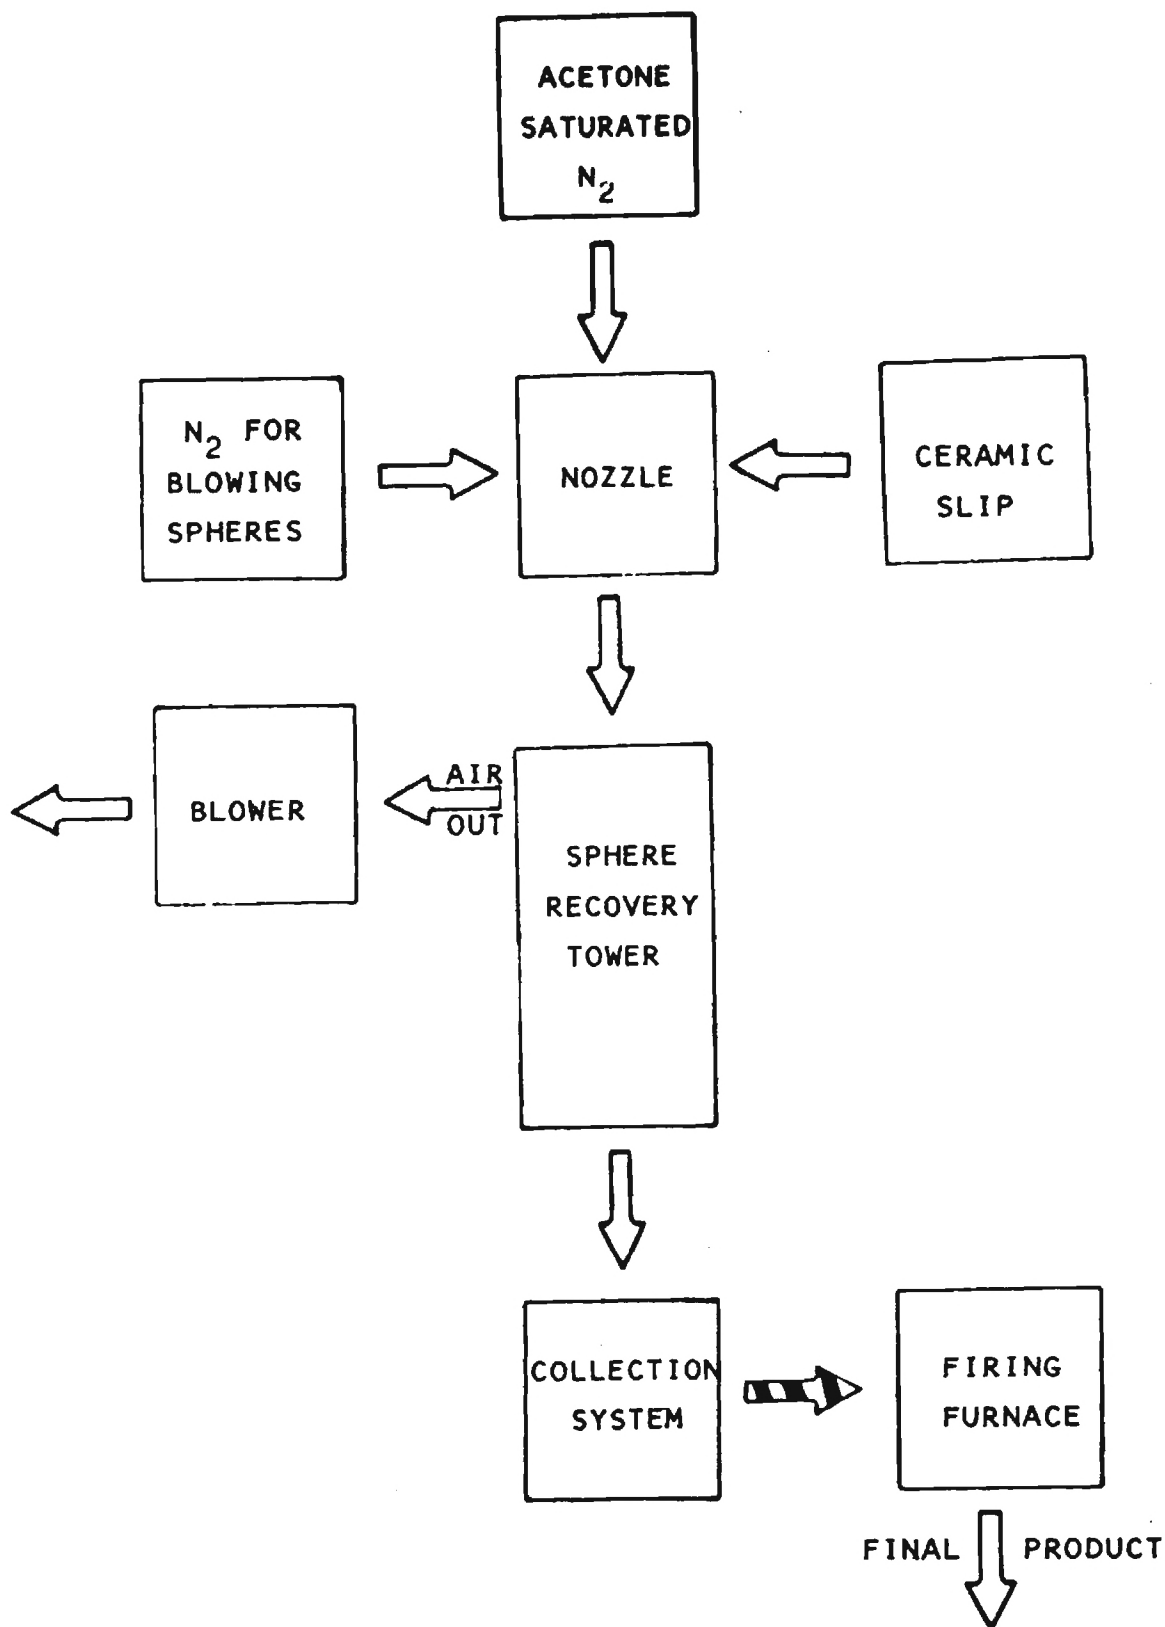 ACETONE
SATURATED
N2
N2 FOR
BLOWING
SPHERES
NOZZLE
CERAMIC
SLIP
BLOWER
AIR
OUT
SPHERE
RECOVERY
TOWER
COLLECTION
SYSTEM
FIRING
FURNACE
FINAL PRODUCT